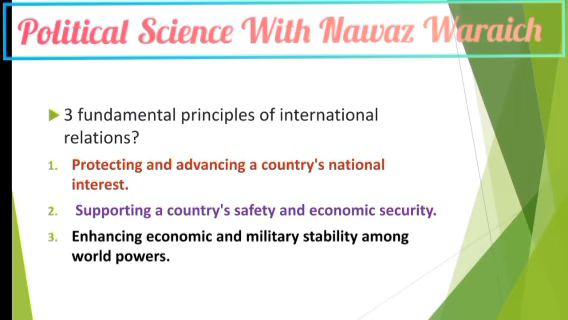 Political Science With Nawaz Waraich
3 fundamental principles of international
relations?
1. Protecting and advancing a country's national
interest.
2. Supporting a country's safety and economic security.
3. Enhancing economic and military stability among
world powers.